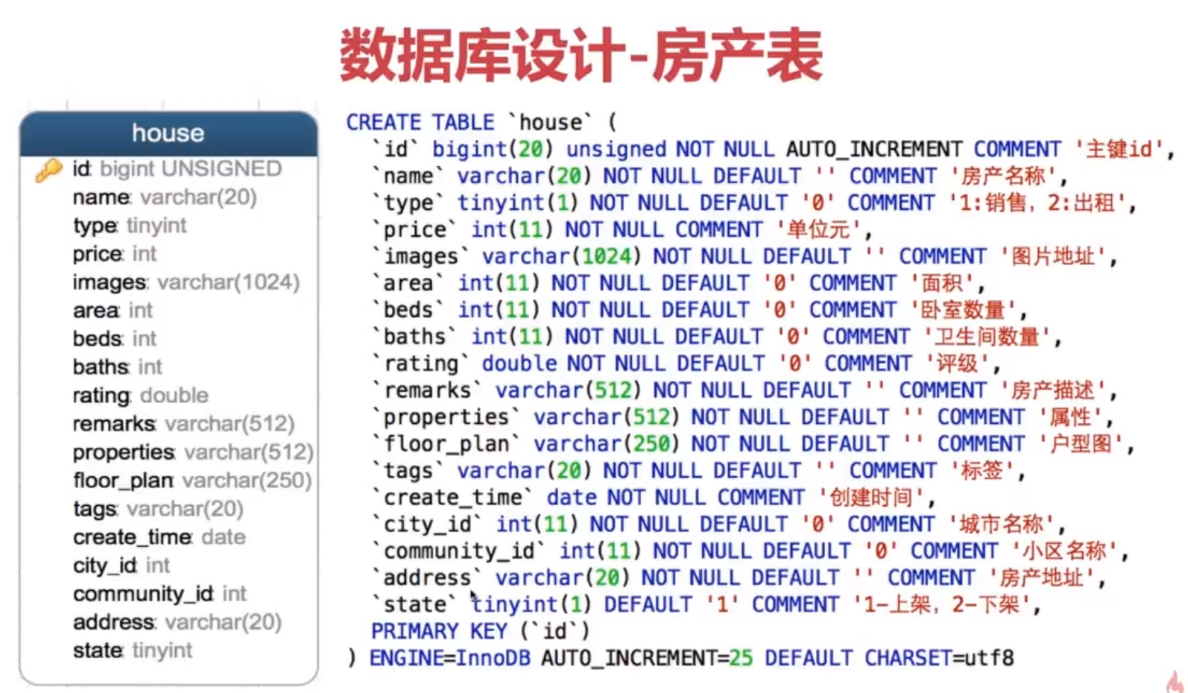 数据库设计-房产表
house
id: bigint UNSIGNED
name: varchar(20)
type: tinyint
price: int
images: varchar(1024)
area: int
beds: int
baths: int
rating: double
remarks: varchar(512)
properties: varchar(512)
floor_plan: varchar(250)
tags: varchar(20)
create_time: date
city_id: int
community_id: int
address: varchar(20)
state: tinyint
CREATE TABLE `house` (
`id` bigint(20) unsigned NOT NULL AUTO_INCREMENT COMMENT '主键id',
`name` varchar(20) NOT NULL DEFAULT '' COMMENT '房产名称',
`type` tinyint(1) NOT NULL DEFAULT '0' COMMENT '1:销售，2:出租',
`price` int(11) NOT NULL COMMENT '单位元',
`images` varchar(1024) NOT NULL DEFAULT '' COMMENT '图片地址',
`area` int(11) NOT NULL DEFAULT '0' COMMENT '面积',
`beds` int(11) NOT NULL DEFAULT '0' COMMENT '卧室数量',
`baths` int(11) NOT NULL DEFAULT '0' COMMENT '卫生间数量',
`rating` double NOT NULL DEFAULT '0' COMMENT '评级',
`remarks` varchar(512) NOT NULL DEFAULT '' COMMENT '房产描述',
`properties` varchar(512) NOT NULL DEFAULT '' COMMENT '属性',
`floor_plan` varchar(250) NOT NULL DEFAULT '' COMMENT '户型图',
`tags` varchar(20) NOT NULL DEFAULT '' COMMENT '标签',
`create_time` date NOT NULL COMMENT '创建时间',
`city_id` int(11) NOT NULL DEFAULT '0' COMMENT '城市名称',
`community_id` int(11) NOT NULL DEFAULT '0' COMMENT '小区名称',
`address` varchar(20) NOT NULL DEFAULT '' COMMENT '房产地址',
`state` tinyint(1) DEFAULT '1' COMMENT '1-上架，2-下架',
PRIMARY KEY (`id`)
) ENGINE=InnoDB AUTO_INCREMENT=25 DEFAULT CHARSET=utf8